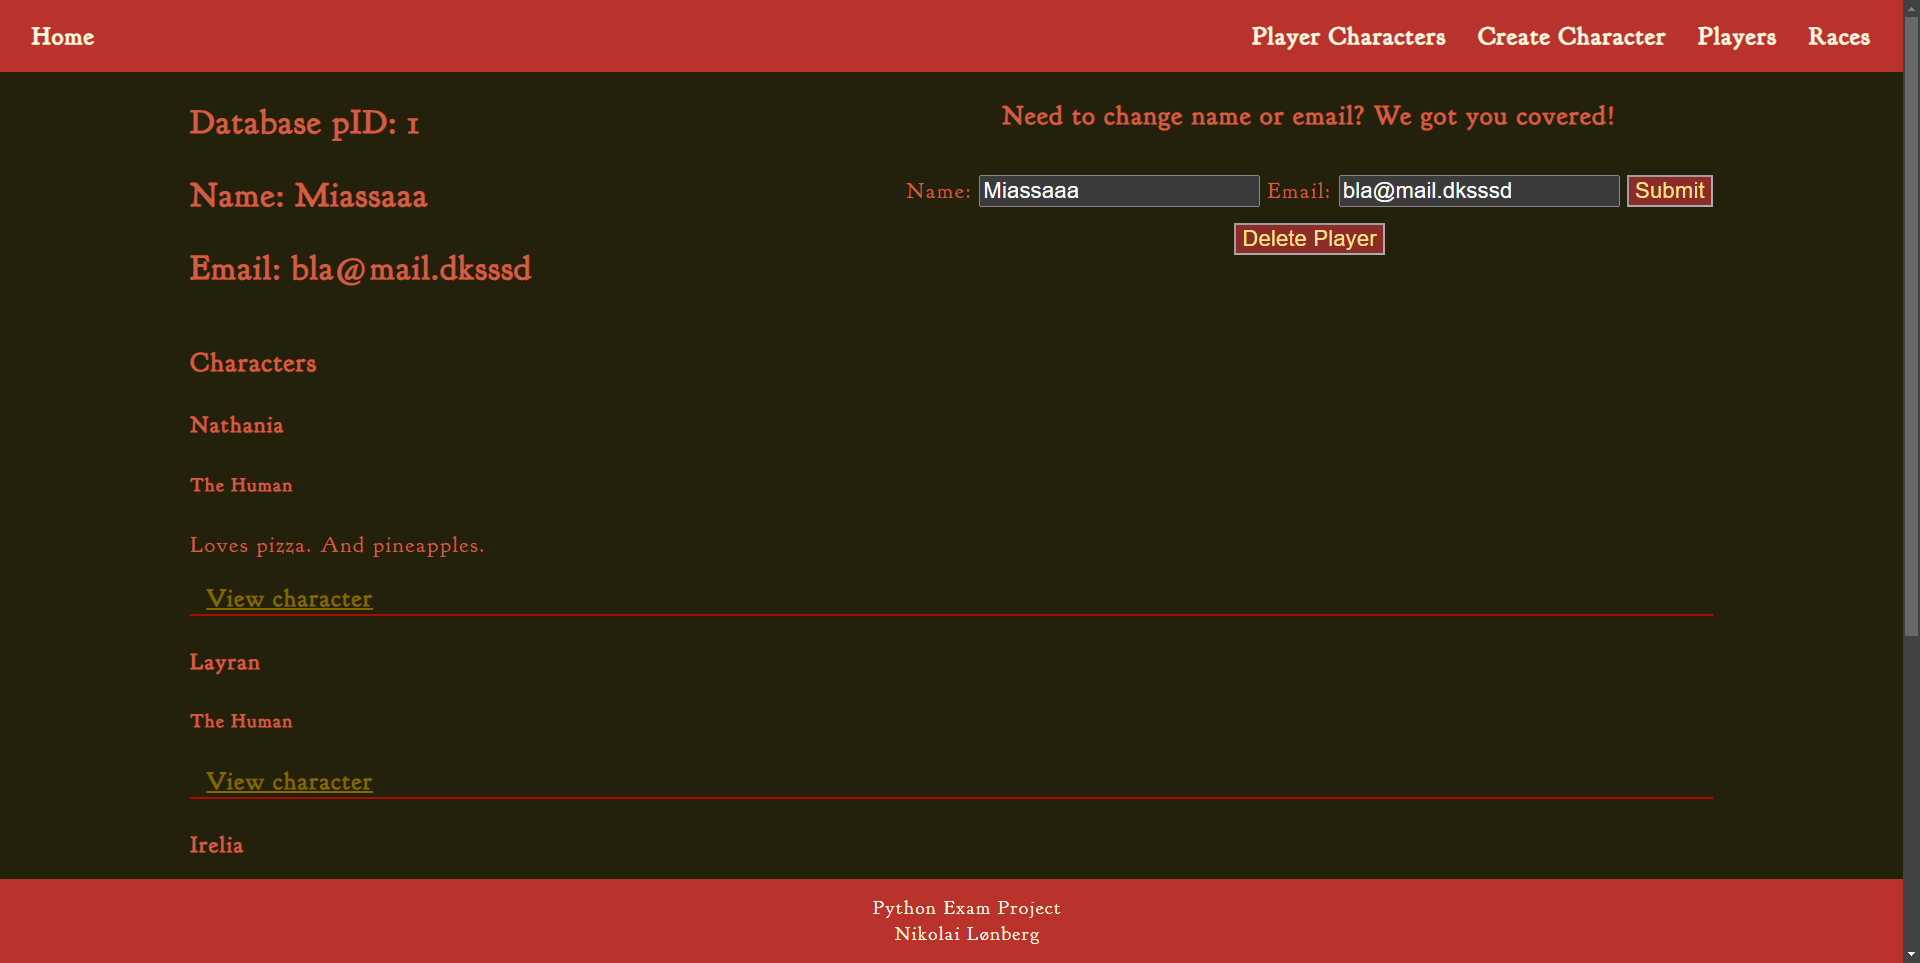 Home Player Characters Create Character Players Races
Database pID: 1
Name: Miassaaa
Email: bla@mail.dksssd
Need to change name or email? We got you covered!
Name: Miassaaa Email: bla@mail.dksssd Submit
Delete Player
Characters
Nathania
The Human
Loves pizza. And pineapples.
View character
Layran
The Human
View character
Irelia
Python Exam Project
Nikolai Lønberg